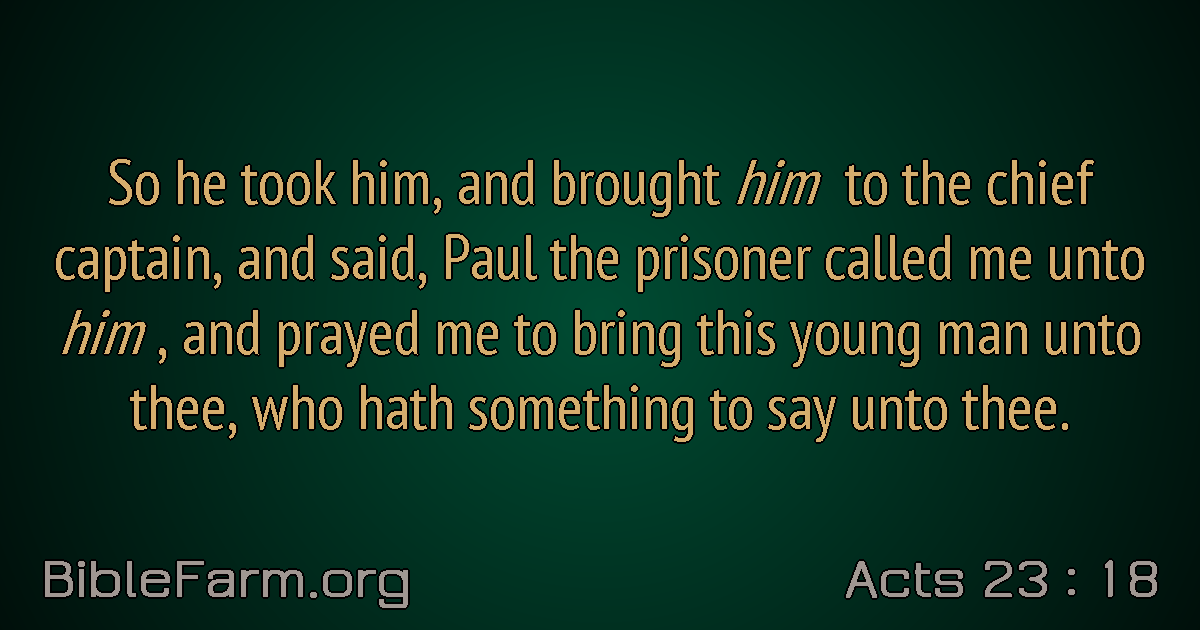 So he took him, and brought him to the chief
captain, and said, Paul the prisoner called me unto
him , and prayed me to bring this young man unto
thee, who hath something to say unto thee.
BibleFarm.org
Acts 23 : 18